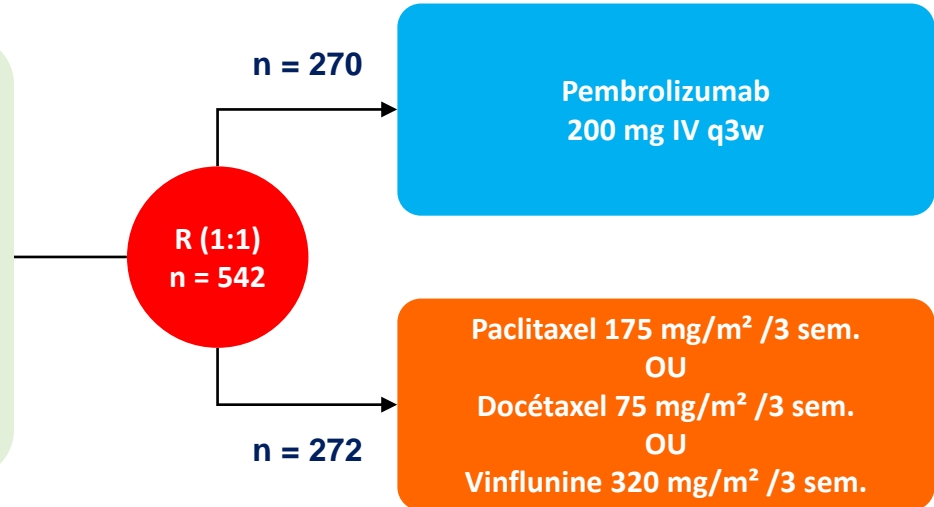 n = 270
Pembrolizumab
200 mg IV q3w
R (1:1)
n = 542
Paclitaxel 175 mg/m² /3 sem.
OU
Docétaxel 75 mg/m² /3 sem.
OU
Vinflunine 320 mg/m² /3 sem.
n = 272